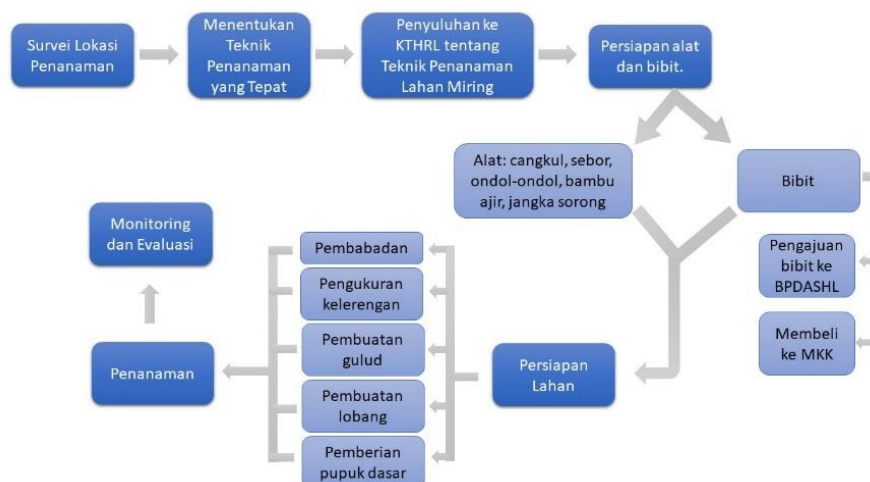 Survei Lokasi
Penanaman
Menentukan
Teknik
Penanaman
yang Tepat
Penyuluhan ke
KTHRL tentang
Teknik Penanaman
Lahan Miring
Persiapan alat
dan bibit.
Alat: cangkul, sebor,
ondol-ondol, bambu
ajir, jangka sorong
Bibit
Pengajuan
bibit ke
BPDASHL
Membeli
ke MKK
Persiapan
Lahan
Pembabadan
Pengukuran
kelerengan
Pembuatan
gulud
Pembuatan
lobang
Pemberian
pupuk dasar
Penanaman
Monitoring
dan Evaluasi